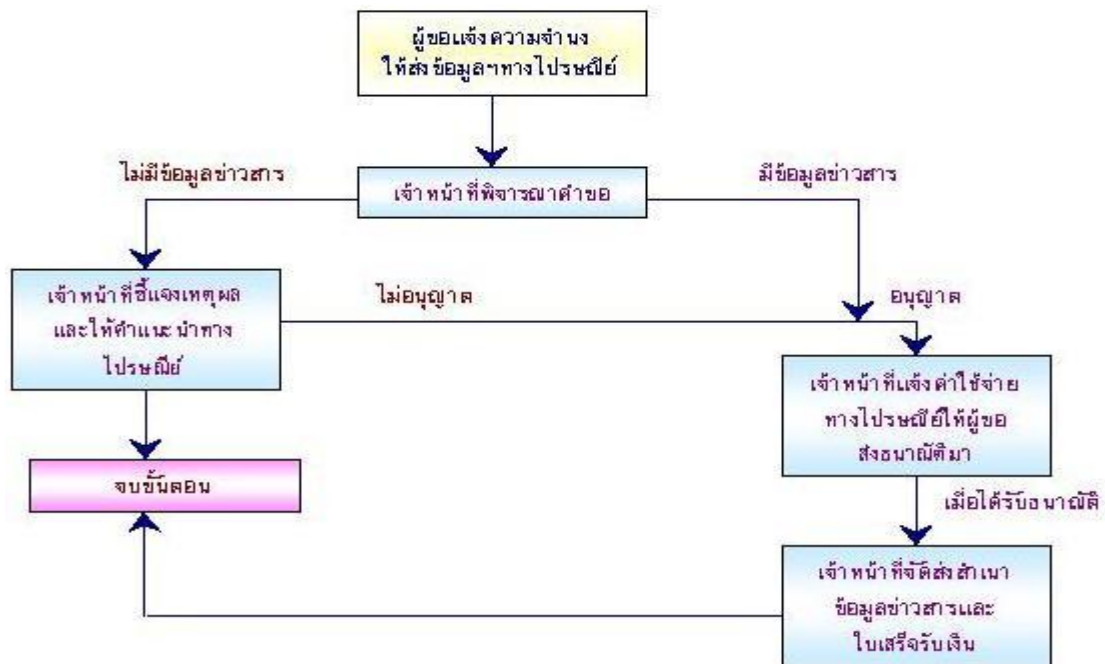 ผู้ขอแจ้งความจำนง
ให้ส่งข้อมูลฯทางไปรษณีย์
ไม่มีข้อมูลข่าวสาร
มีข้อมูลข่าวสาร
เจ้าหน้าที่พิจารณาคำขอ
เจ้าหน้าที่ชี้แจงเหตุผล
และให้คำแนะนำทาง
ไปรษณีย์
ไม่อนุญาต
อนุญาต
เจ้าหน้าที่แจ้งค่าใช้จ่าย
ทางไปรษณีย์ให้ผู้ขอ
ส่งธนาณัติมา
จบขั้นตอน
เมื่อได้รับธนาณัติ
เจ้าหน้าที่จัดส่งสำเนา
ข้อมูลข่าวสารและ
ใบเสร็จรับเงิน